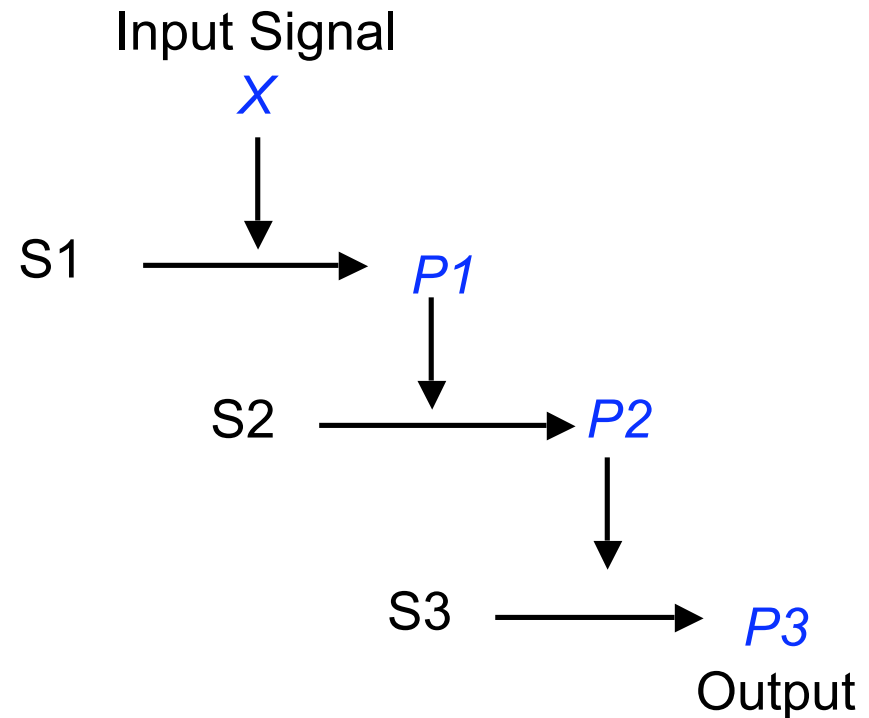 Input Signal
X
S1
P1
S2
P2
S3
P3
Output